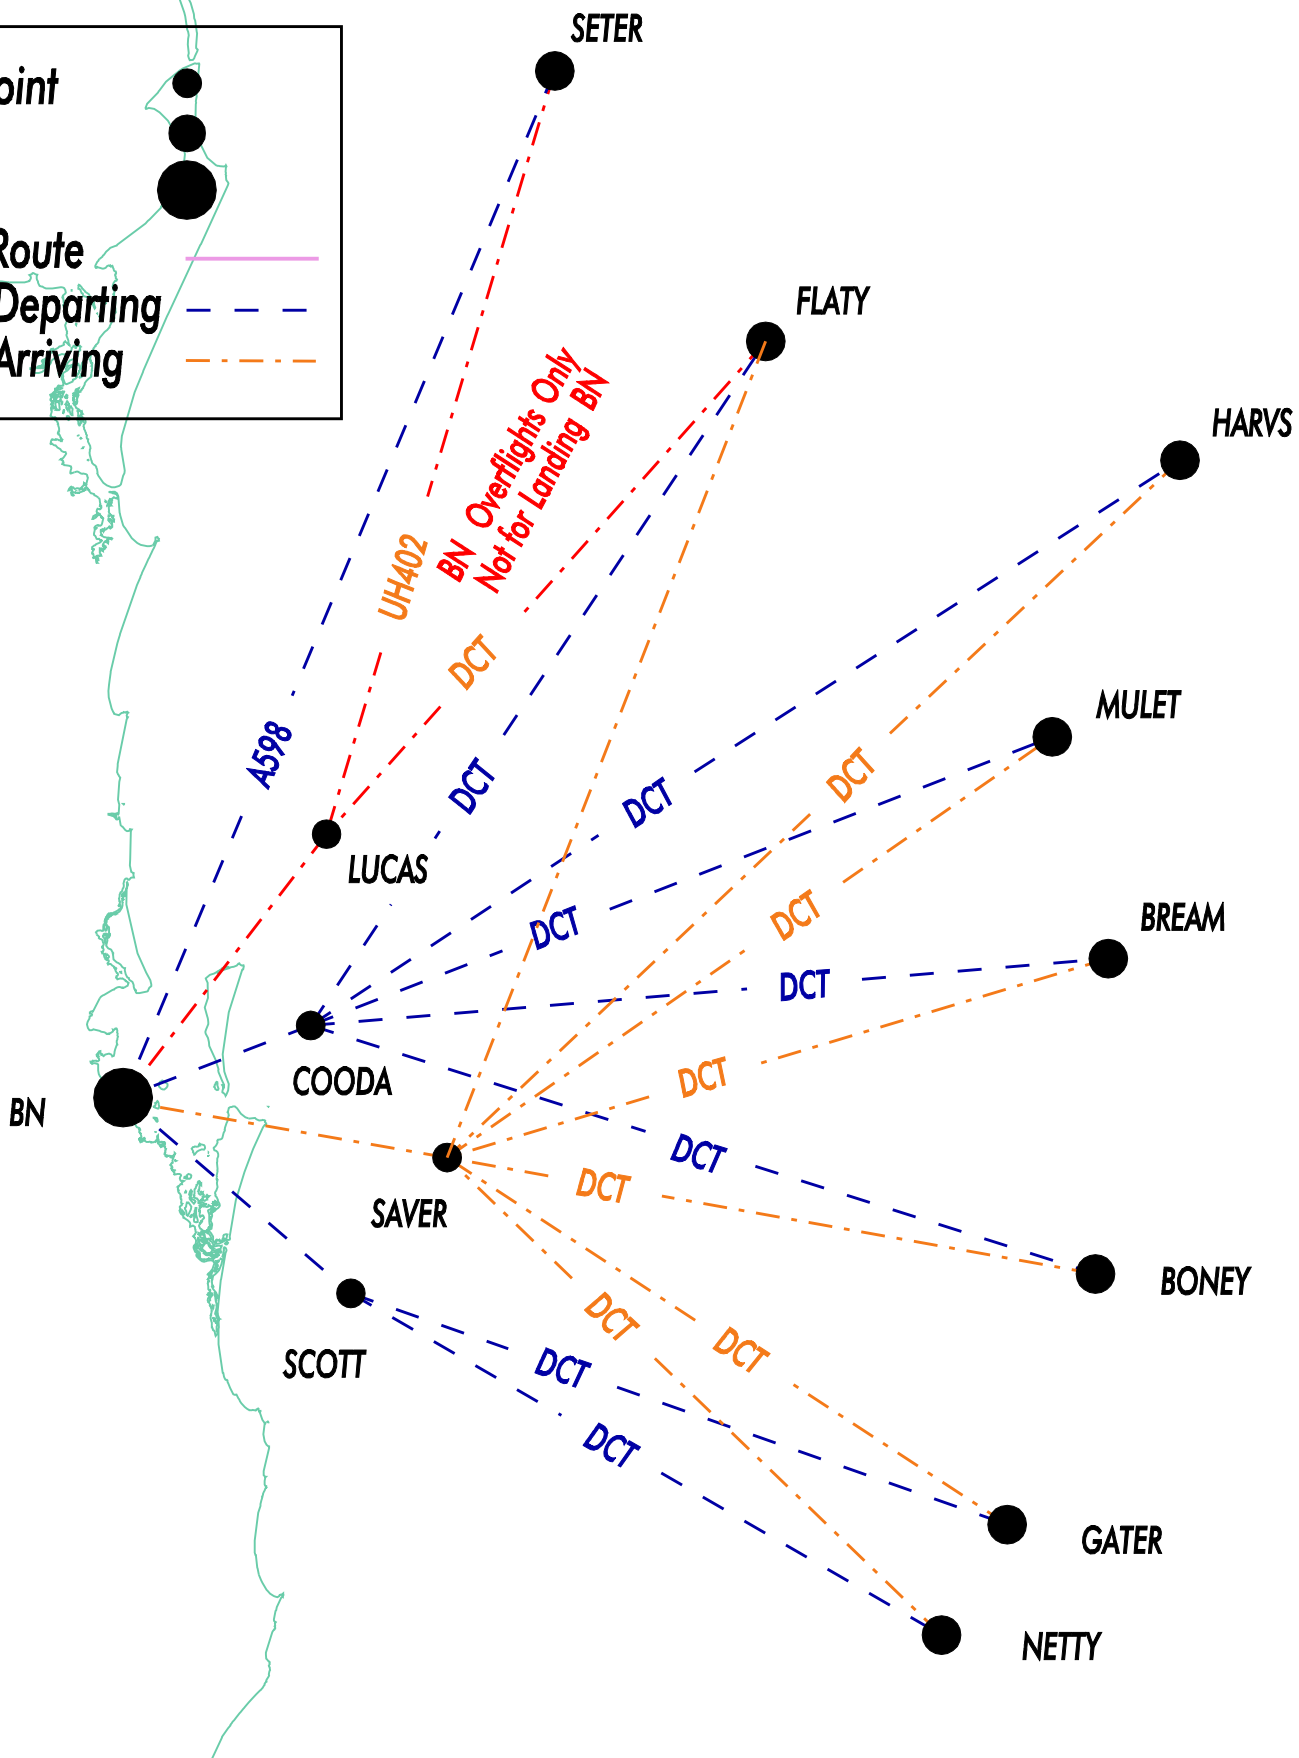 SETER
oint
Route
Departing
Arriving
FLATY
HARVS
BN Overflights Only
Not for Landing BN
UH402
DCT
MULET
A598
DCT
DCT
DCT
LUCAS
DCT
DCT
BREAM
DCT
COODA
DCT
BN
DCT
SAVER
DCT
BONEY
DCT
DCT
SCOTT
DCT
DCT
GATER
NETTY